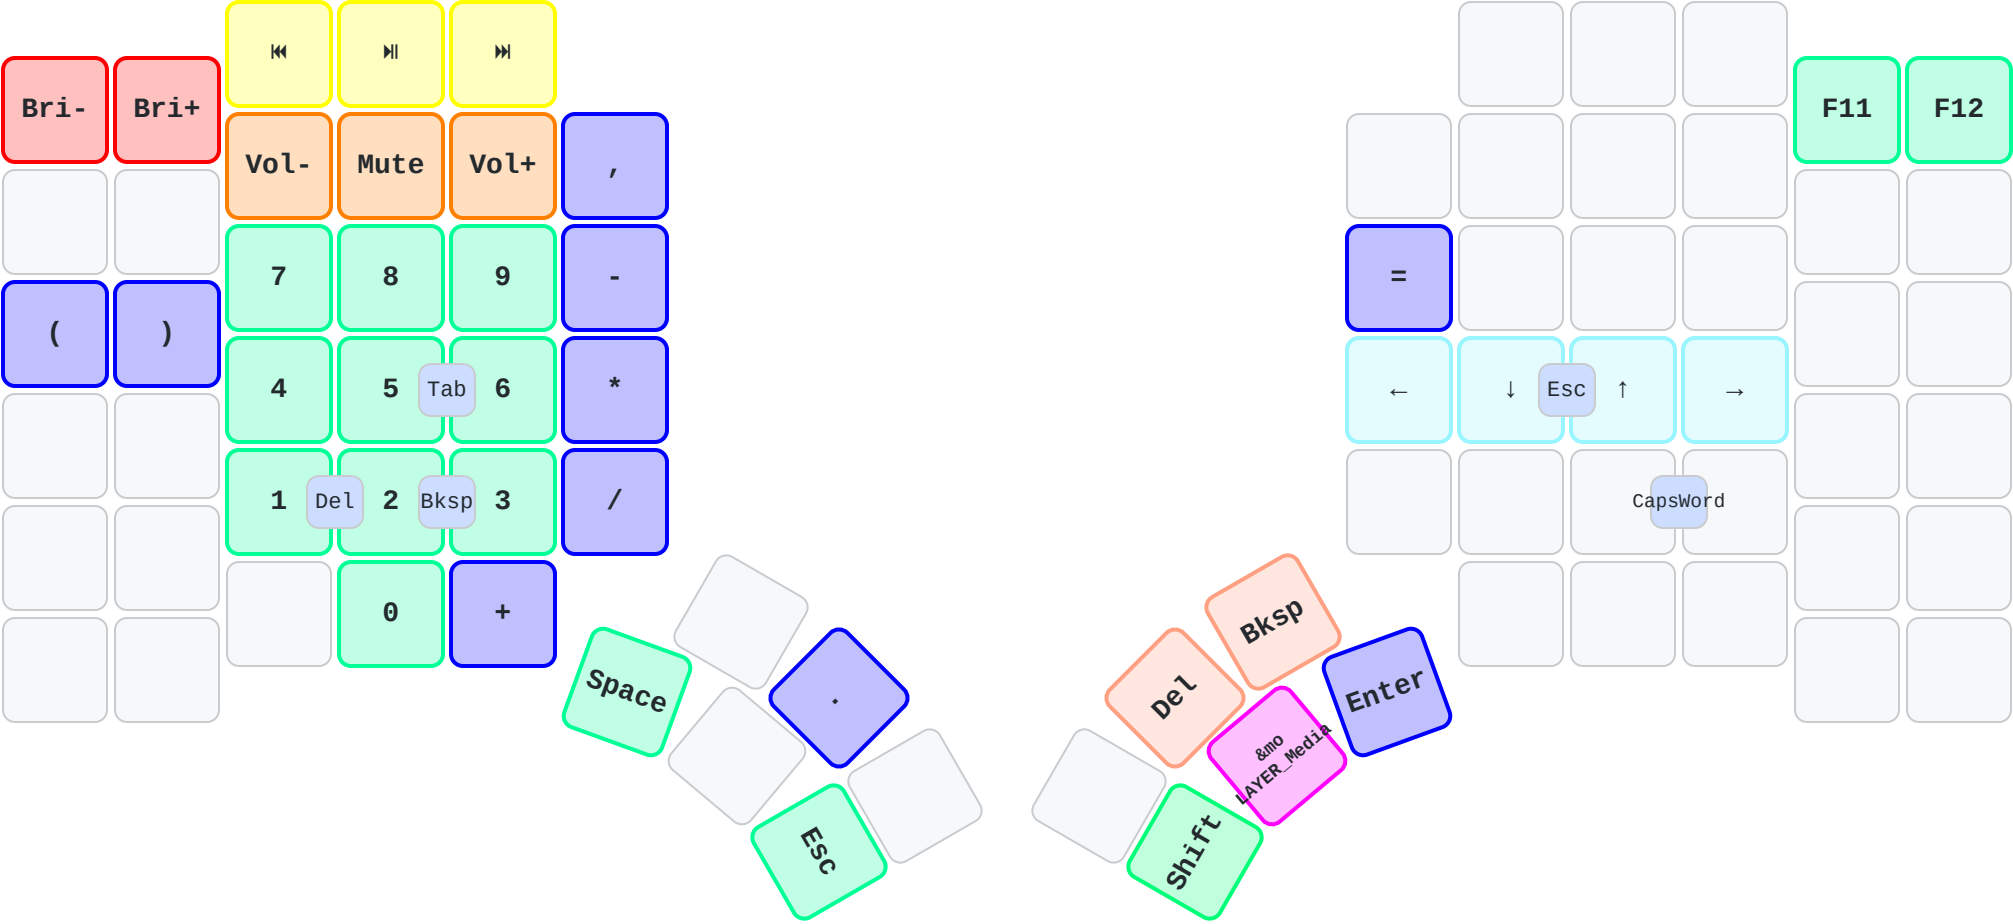 ⏮ ⏯ ⏭
Bri- Bri+ F11 F12
Vol- Mute Vol+ ,
7 8 9 - =
( )
4 5 Tab 6 * ← ↓ Esc ↑ →
1 Del 2 Bksp 3 / CapsWord
0 + Bksp
Space . Del Enter
&mo
LAYER_Media
Esc Shift